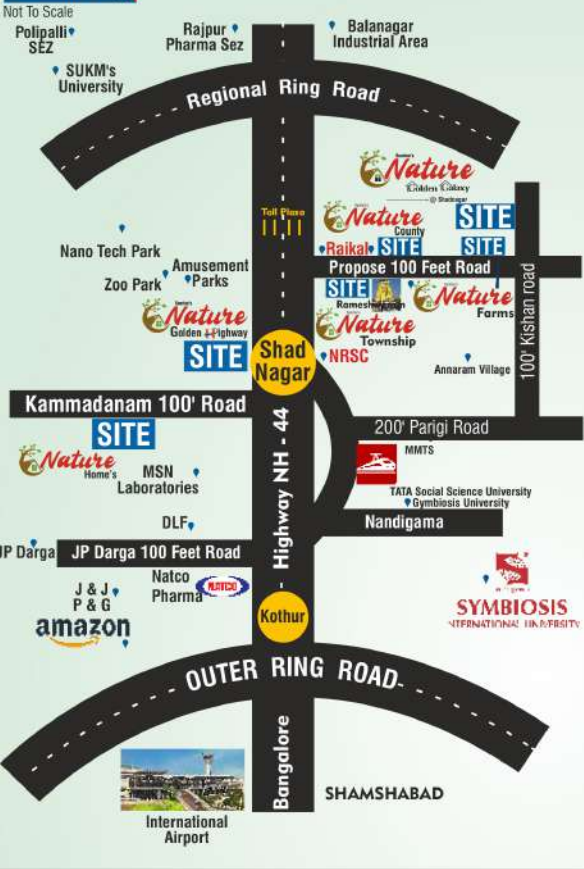 Not To Scale
Polipalli
SEZ
Rajpur
Pharma Sez
Balanagar
Industrial Area
SUKM's
University
Regional Ring Road
Nature
Golden Galaxy
@ Shadnagar
Toll Plaza
Nature
County
SITE
Raikal
SITE
SITE
Nano Tech Park
Propose 100 Feet Road
Zoo Park
Amusement
Parks
SITE
Nature
Farms
Nature
Golden Highway
Nature
Township
100' Kishan road
SITE
Shad
Nagar
NRSC
Annaram Village
Kammadanam 100' Road
SITE
200' Parigi Road
Nature
Home's
MMTS
MSN
Laboratories
Highway NH - 44
TATA Social Science University
Gymbiosis University
DLF
Nandigama
JP Darga
JP Darga 100 Feet Road
Natco
Pharma
NATCO
J & J
P & G
amazon
Kothur
SYMBIOSIS
INTERNATIONAL UNIVERSITY
OUTER RING ROAD
Bangalore
SHAMSHABAD
International
Airport